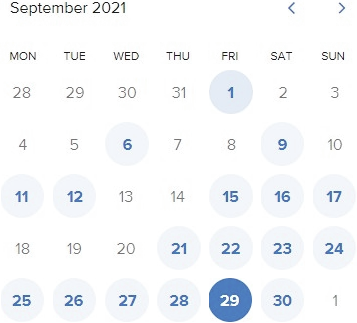 September 2021
MON TUE WED THU FRI SAT SUN
28 29 30 31 1 2 3
4 5 6 7 8 9 10
11 12 13 14 15 16 17
18 19 20 21 22 23 24
25 26 27 28 29 30 1